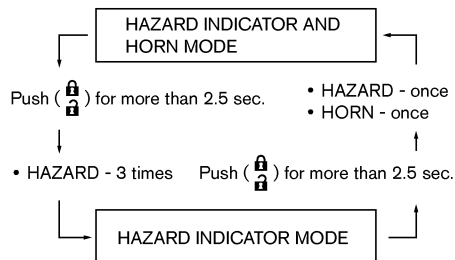 HAZARD INDICATOR AND
HORN MODE
Push ( ) for more than 2.5 sec.
• HAZARD - once
• HORN - once
• HAZARD - 3 times
Push ( ) for more than 2.5 sec.
HAZARD INDICATOR MODE